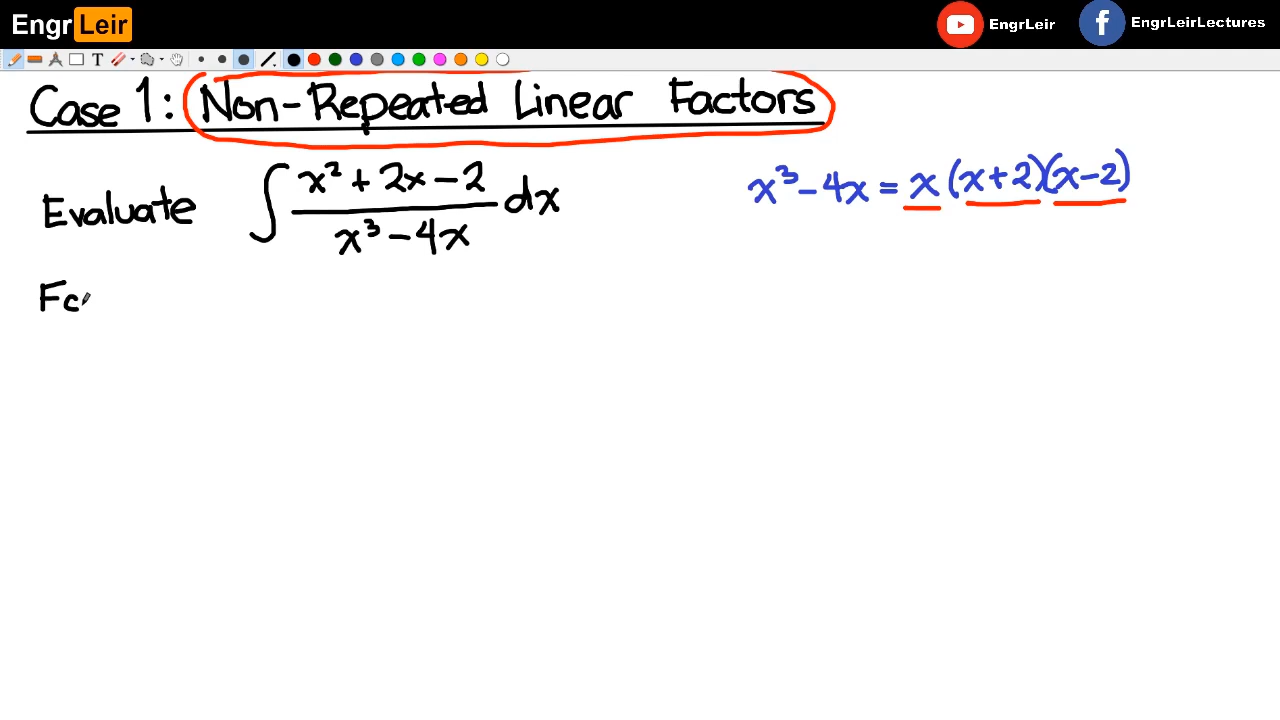 EngrLeir
EngrLeir
EngrLeirLectures
T
Case 1: Non-Repeated Linear Factors
Evaluate ∫ (x² + 2x − 2)/(x³ − 4x) dx
x³ − 4x = x(x+2)(x−2)